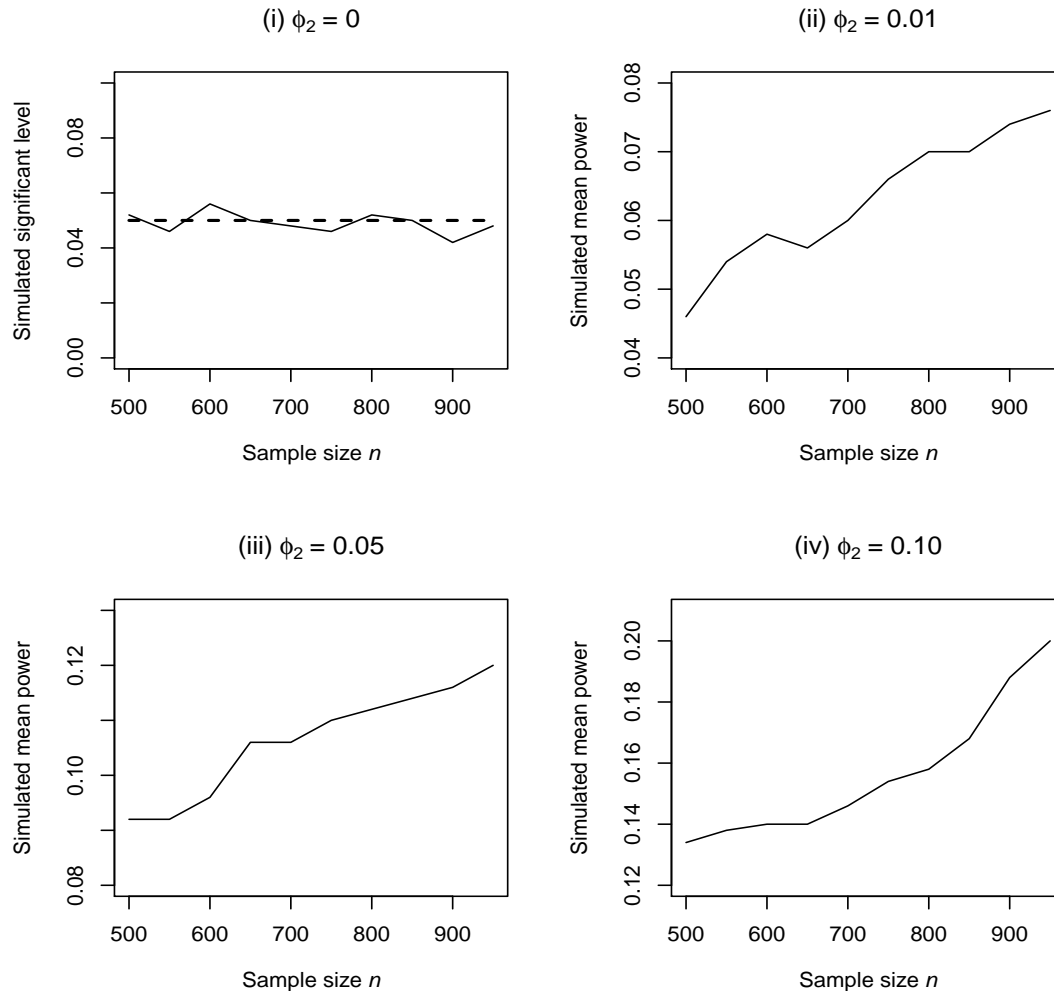 (i) ϕ₂ = 0
Simulated significant level
0.00 0.04 0.08
500 600 700 800 900
Sample size n
(ii) ϕ₂ = 0.01
Simulated mean power
0.04 0.05 0.06 0.07 0.08
500 600 700 800 900
Sample size n
(iii) ϕ₂ = 0.05
Simulated mean power
0.08 0.10 0.12
500 600 700 800 900
Sample size n
(iv) ϕ₂ = 0.10
Simulated mean power
0.12 0.14 0.16 0.18 0.20
500 600 700 800 900
Sample size n